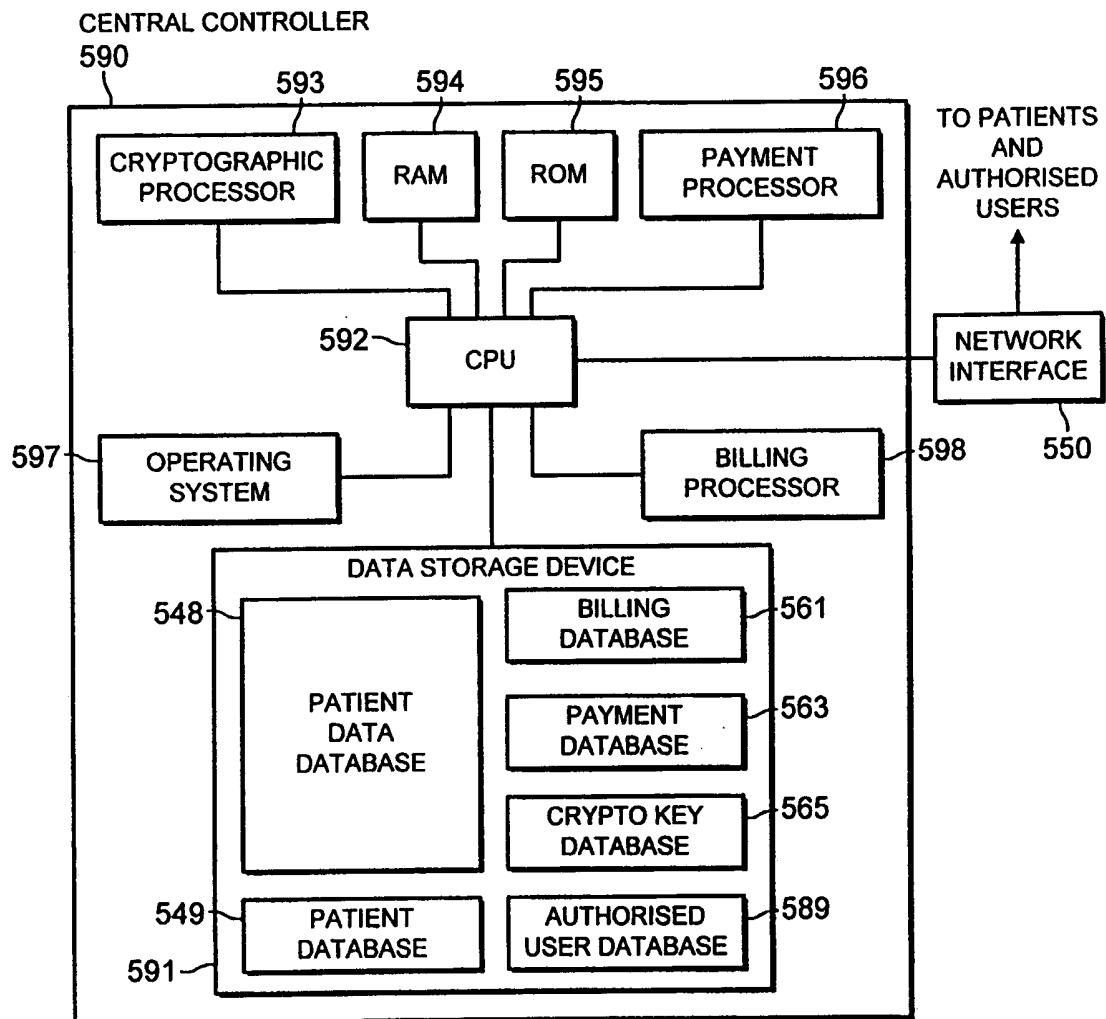 CENTRAL CONTROLLER
590
593
594
595
596
CRYPTOGRAPHIC
PROCESSOR
RAM
ROM
PAYMENT
PROCESSOR
TO PATIENTS
AND
AUTHORISED
USERS
592
CPU
NETWORK
INTERFACE
550
597
OPERATING
SYSTEM
BILLING
PROCESSOR
598
DATA STORAGE DEVICE
548
PATIENT
DATA
DATABASE
BILLING
DATABASE
561
PAYMENT
DATABASE
563
CRYPTO KEY
DATABASE
565
549
PATIENT
DATABASE
AUTHORISED
USER DATABASE
589
591